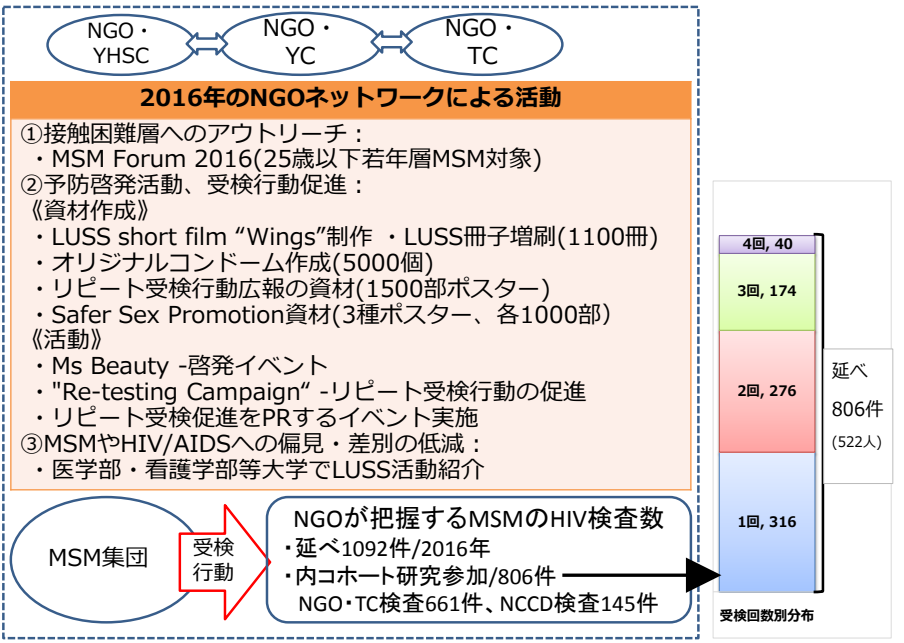 NGO・
YHSC
NGO・
YC
NGO・
TC
2016年のNGOネットワークによる活動
①接触困難層へのアウトリーチ：
・MSM Forum 2016(25歳以下若年層MSM対象)
②予防啓発活動、受検行動促進：
《資材作成》
・LUSS short film “Wings”制作 ・LUSS冊子増刷(1100冊)
・オリジナルコンドーム作成(5000個)
・リピート受検行動広報の資材(1500部ポスター)
・Safer Sex Promotion資材(3種ポスター、各1000部）
《活動》
・Ms Beauty -啓発イベント
・"Re-testing Campaign“ -リピート受検行動の促進
・リピート受検促進をPRするイベント実施
③MSMやHIV/AIDSへの偏見・差別の低減：
・医学部・看護学部等大学でLUSS活動紹介
MSM集団
受検
行動
NGOが把握するMSMのHIV検査数
・延べ1092件/2016年
・内コホート研究参加/806件
NGO・TC検査661件、NCCD検査145件
4回, 40
3回, 174
2回, 276
1回, 316
受検回数別分布
延べ
806件
(522人)